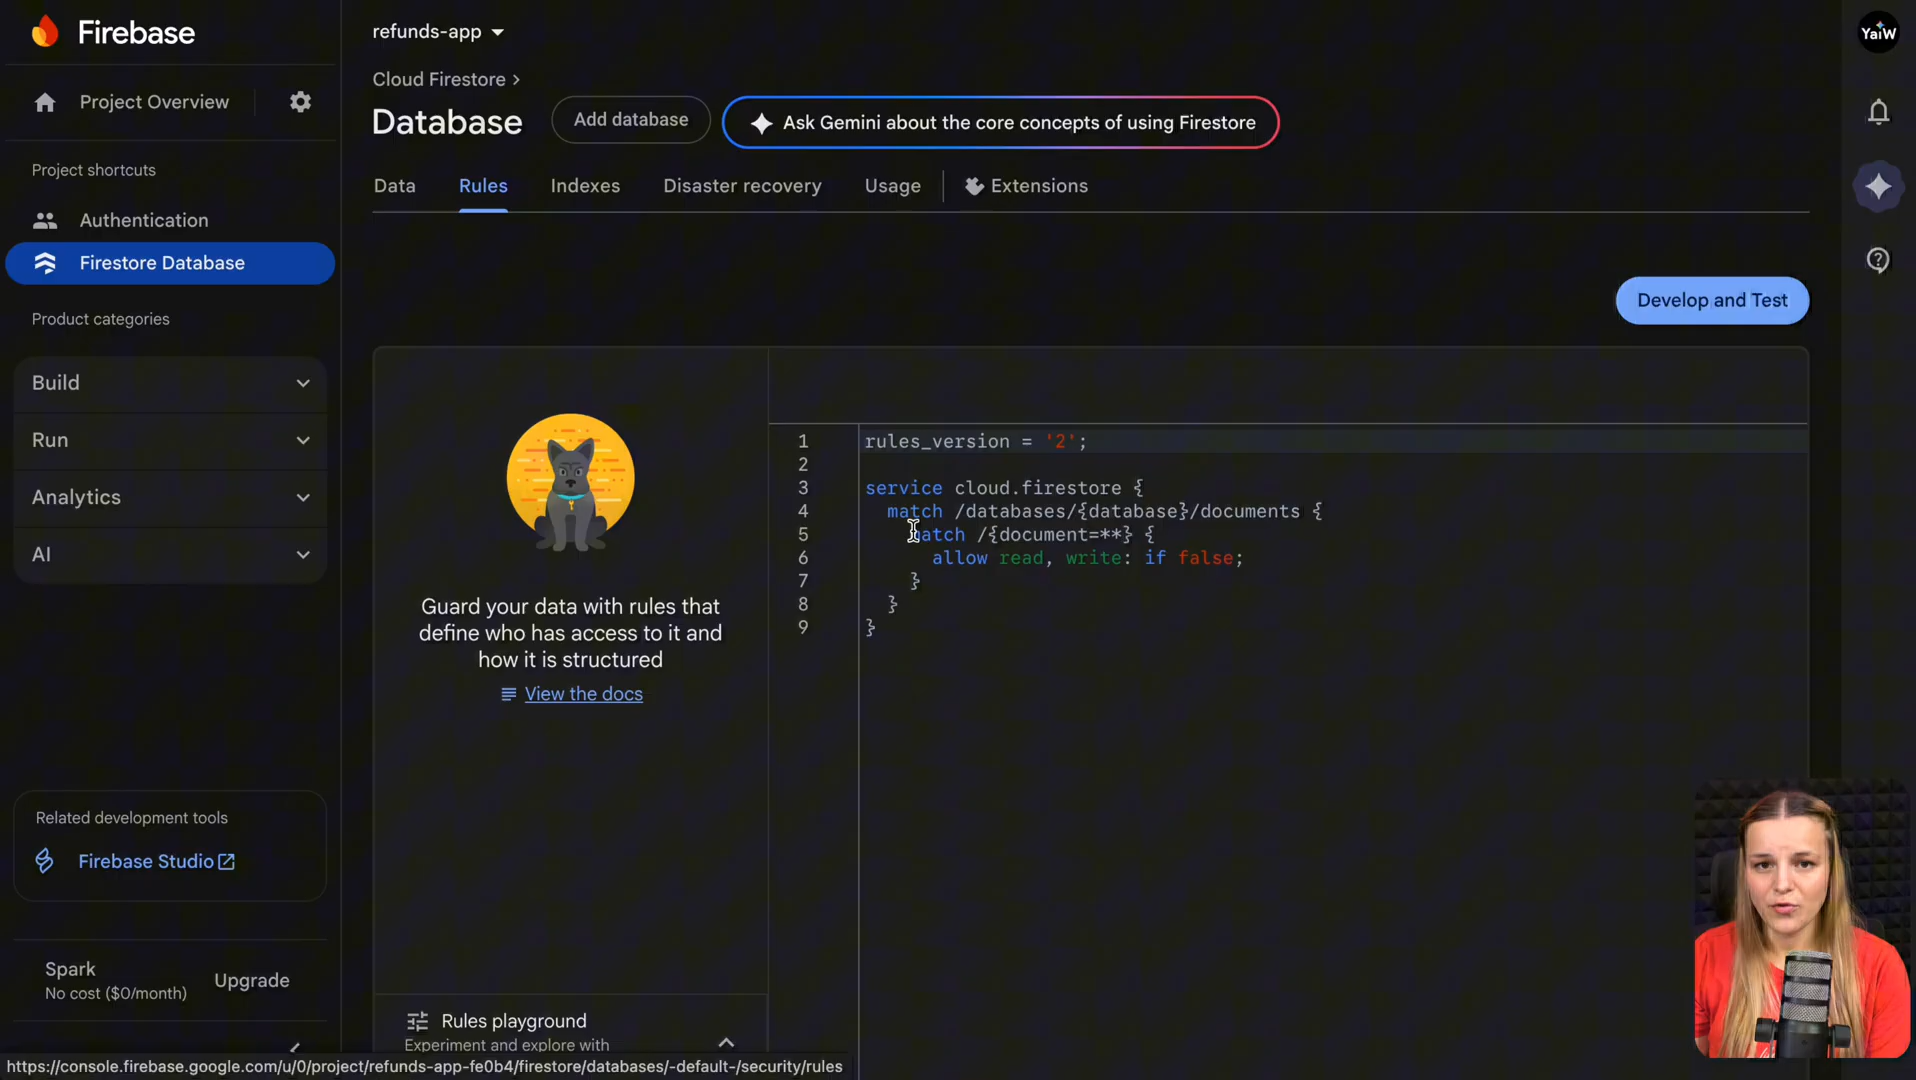 Firebase
Project Overview
Project shortcuts
Authentication
Firestore Database
Product categories
Build
Run
Analytics
AI
Related development tools
Firebase Studio
Spark
No cost ($0/month)
Upgrade
refunds-app
Cloud Firestore >
Database
Add database
Ask Gemini about the core concepts of using Firestore
Data
Rules
Indexes
Disaster recovery
Usage
Extensions
Develop and Test
Guard your data with rules that
define who has access to it and
how it is structured
View the docs
Rules playground
Experiment and explore with
1 rules_version = '2';
2
3 service cloud.firestore {
4 match /databases/{database}/documents {
5 match /{document=**} {
6 allow read, write: if false;
7 }
8 }
9 }
YaiW
https://console.firebase.google.com/u/0/project/refunds-app-fe0b4/firestore/databases/-default-/security/rules